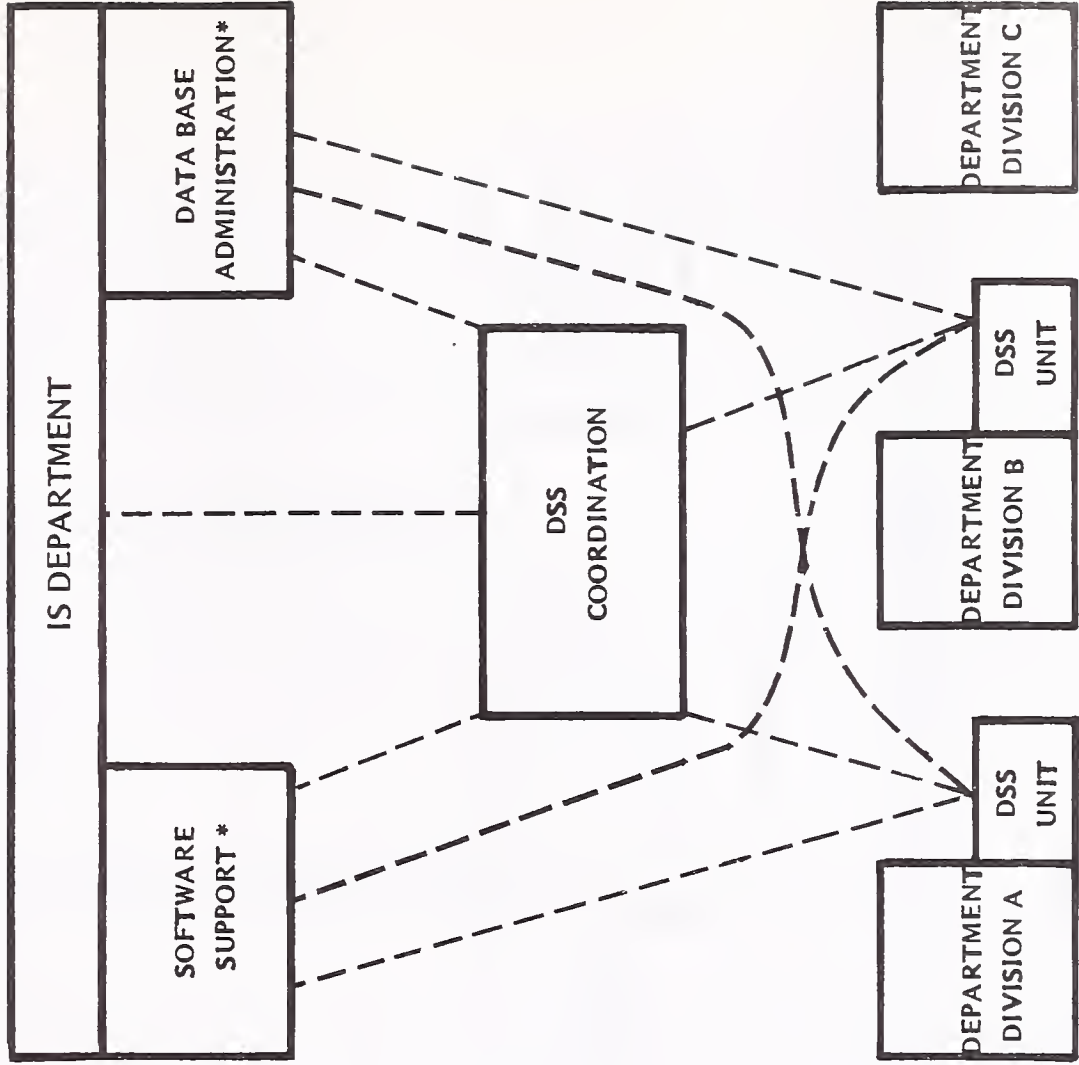 IS DEPARTMENT
SOFTWARE
SUPPORT *
DATA BASE
ADMINISTRATION*
DSS
COORDINATION
DEPARTMENT
DIVISION A
DSS
UNIT
DEPARTMENT
DIVISION B
DSS
UNIT
DEPARTMENT
DIVISION C